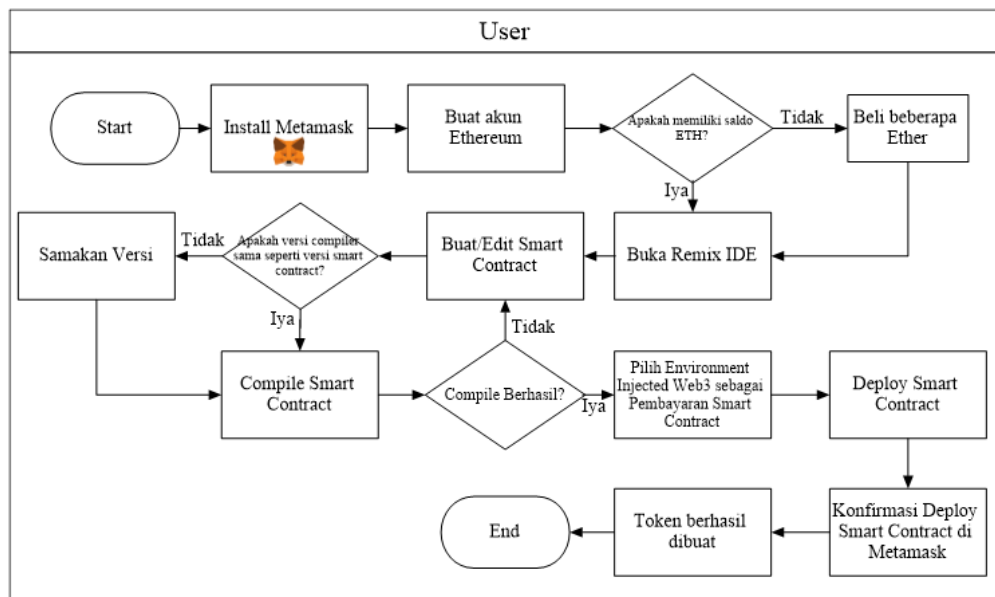 User
Start
Install Metamask
Buat akun
Ethereum
Apakah memiliki saldo
ETH?
Tidak
Beli beberapa
Ether
Iya
Buka Remix IDE
Buat/Edit Smart
Contract
Apakah versi compiler
sama seperti versi smart
contract?
Tidak
Samakan Versi
Iya
Compile Smart
Contract
Compile Berhasil?
Tidak
Iya
Pilih Environment
Injected Web3 sebagai
Pembayaran Smart
Contract
Deploy Smart
Contract
Konfirmasi Deploy
Smart Contract di
Metamask
Token berhasil
dibuat
End